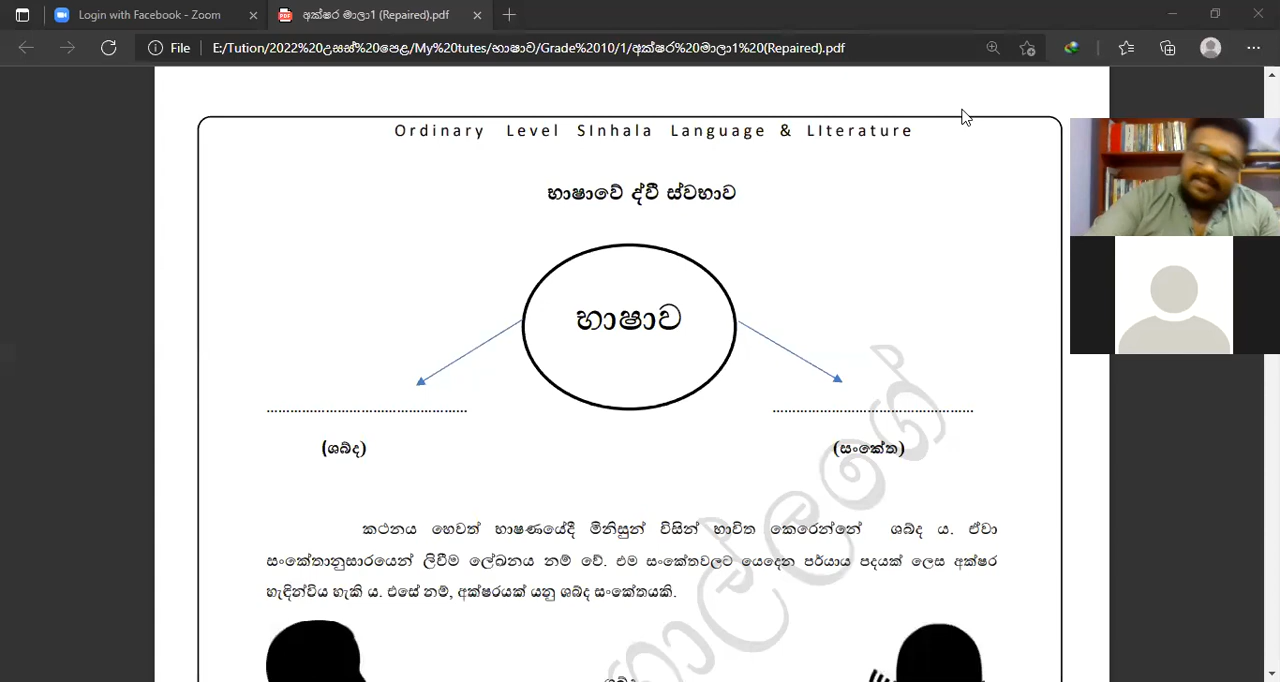 Login with Facebook - Zoom
අක්ෂර මාලා1 (Repaired).pdf
File
E:/Tution/2022%20උසස්%20පෙළ/My%20tutes/භාෂාව/Grade%2010/1/අක්ෂර%20මාලා1%20(Repaired).pdf
Ordinary Level SInhala Language & LIterature
භාෂාවේ ද්වී ස්වභාව
භාෂාව
(ශබ්ද)
(සංකේත)
කථනය හෙවත් භාෂණයේදී මිනිසුන් විසින් භාවිත කෙරෙන්නේ ශබ්ද ය. ඒවා
සංකේතානුසාරයෙන් ලිවීම ලේඛනය නම් වේ. එම සංකේතවලට යෙදෙන පර්යාය පදයක් ලෙස අක්ෂර
හැඳින්විය හැකි ය. එසේ නම්, අක්ෂරයක් යනු ශබ්ද සංකේතයකි.